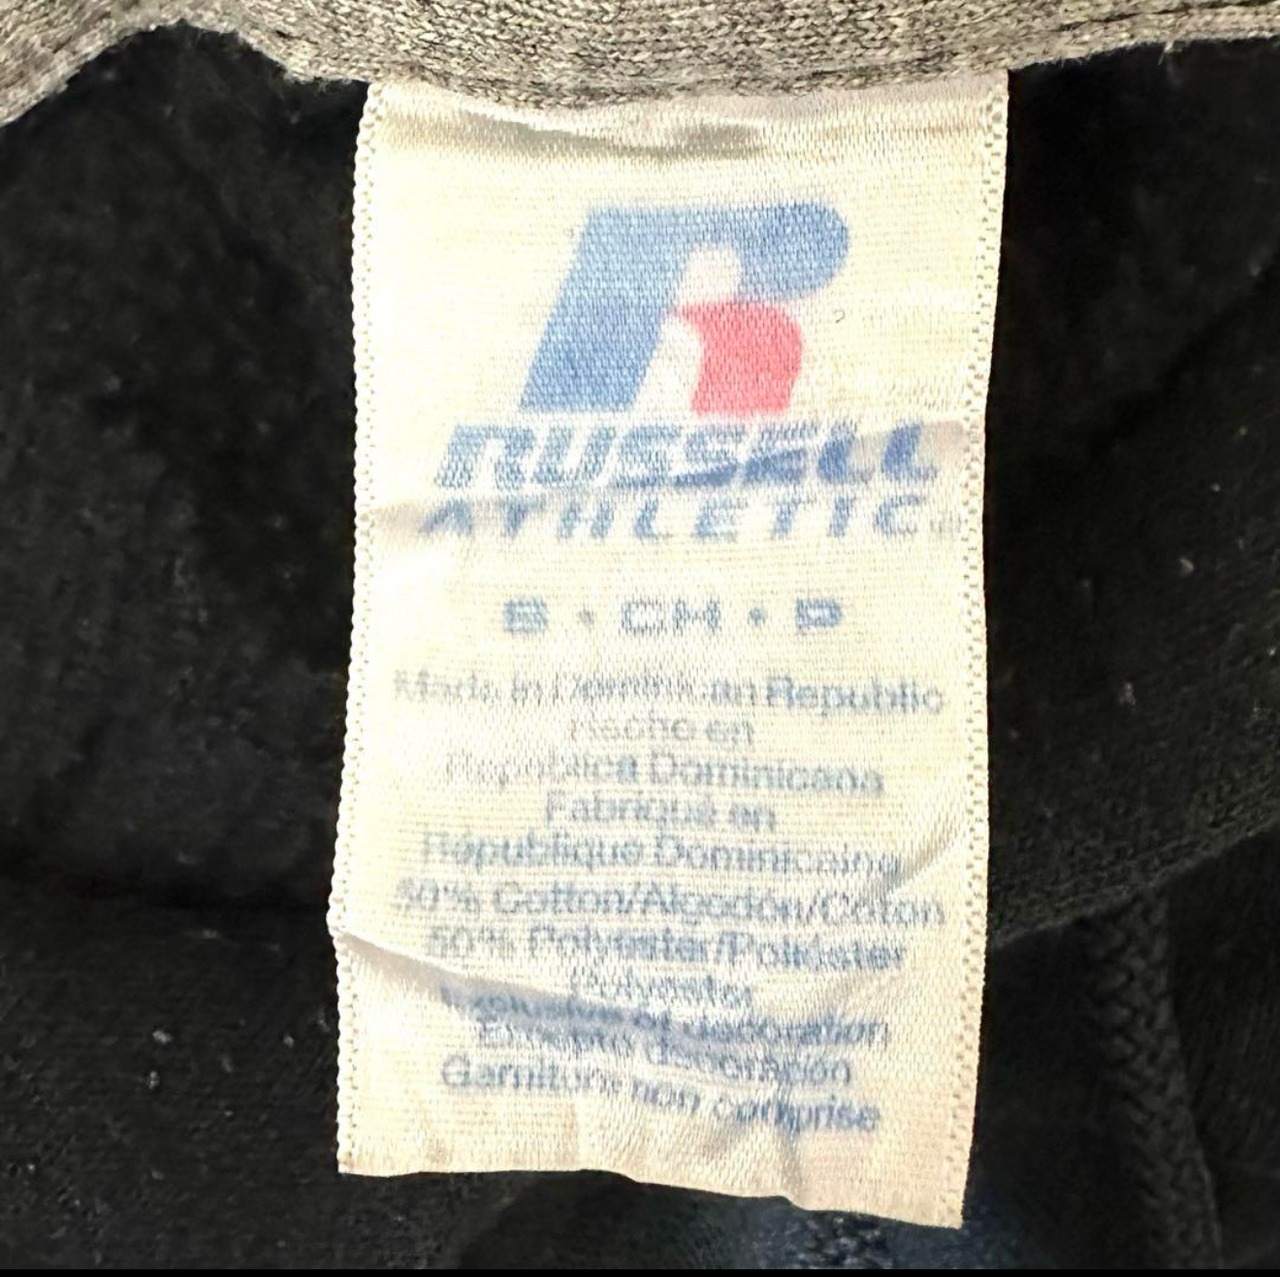 RUSSELL
ATHLETIC
S • CH • P
Made in Dominican Republic
Hecho en
República Dominicana
Fabriqué en
République Dominicaine
50% Cotton/Algodón/Coton
50% Polyester/Poliéster
Polyester
Exclusive of decoration
Excepto decoración
Garniture non comprise